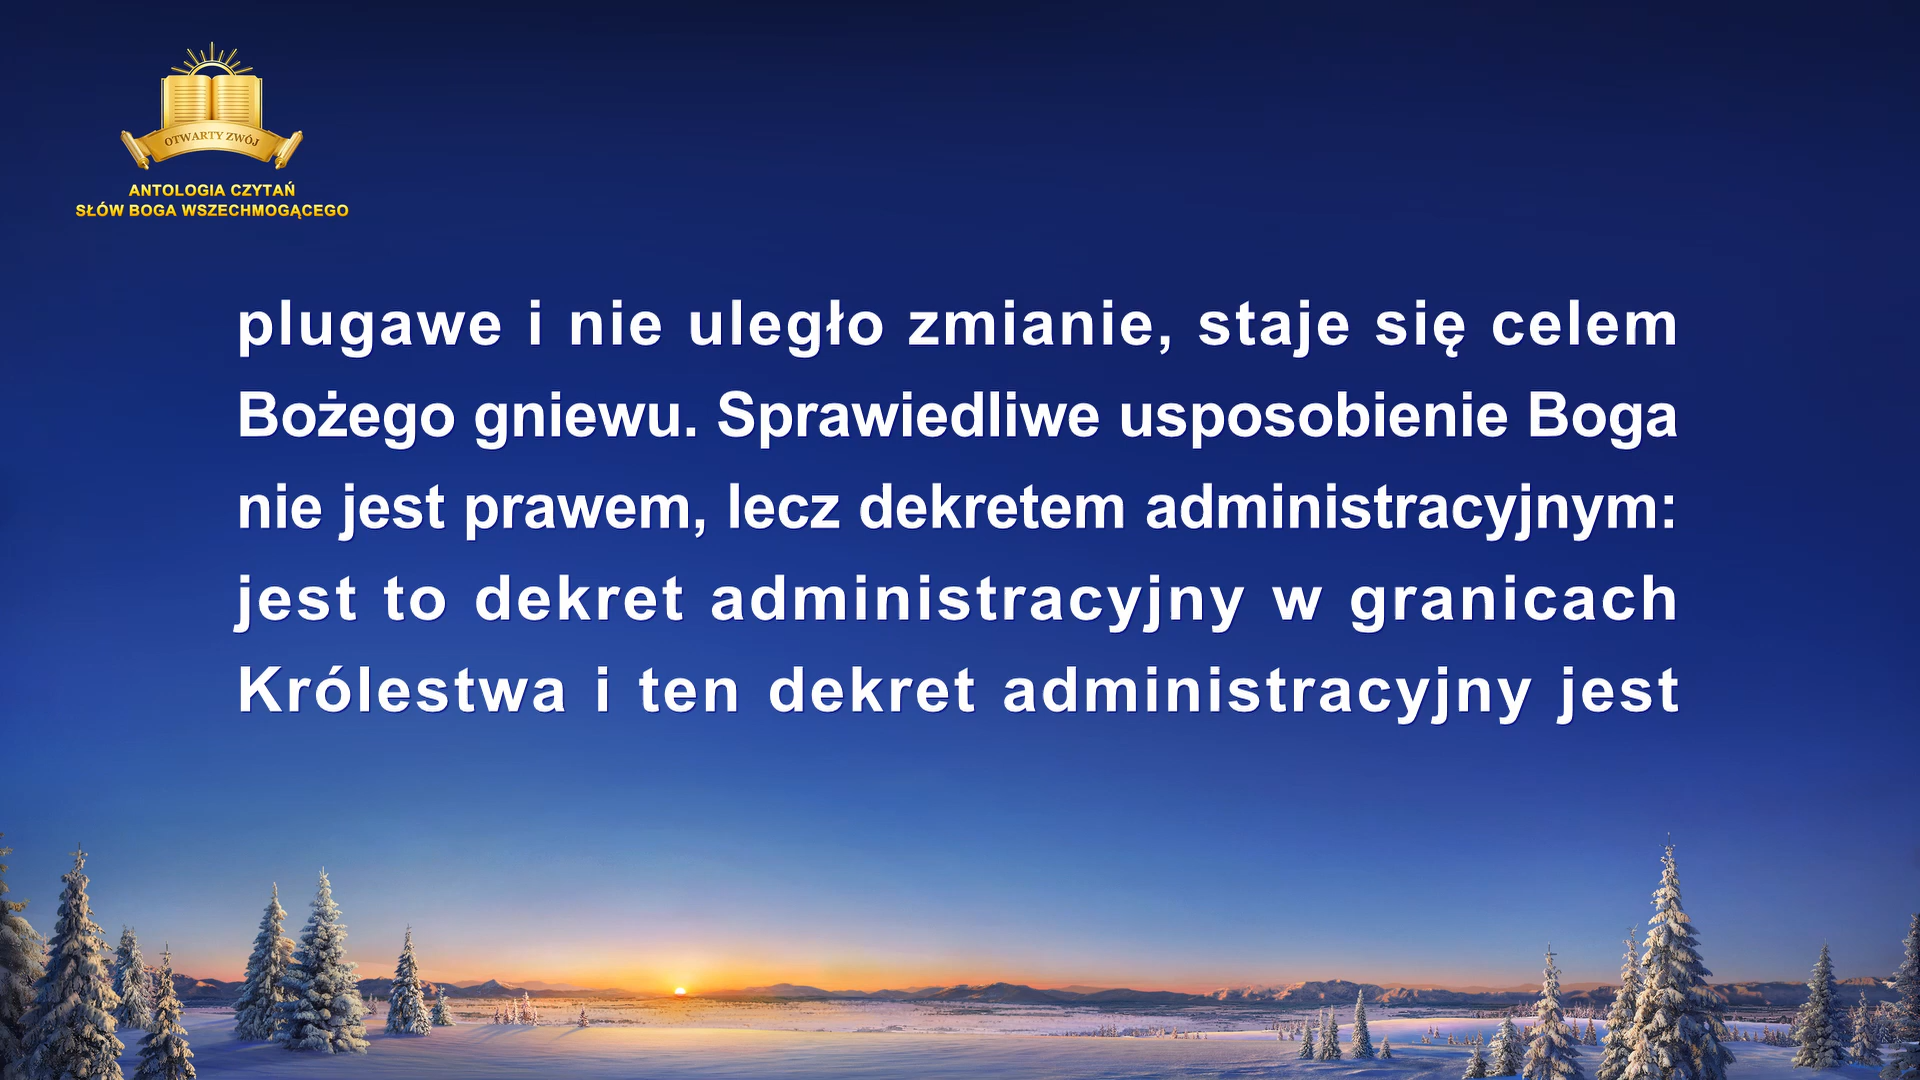 OTWARTY ZWÓJ
ANTOLOGIA CZYTAŃ
SŁÓW BOGA WSZECHMOGĄCEGO
plugawe i nie uległo zmianie, staje się celem
Bożego gniewu. Sprawiedliwe usposobienie Boga
nie jest prawem, lecz dekretem administracyjnym:
jest to dekret administracyjny w granicach
Królestwa i ten dekret administracyjny jest